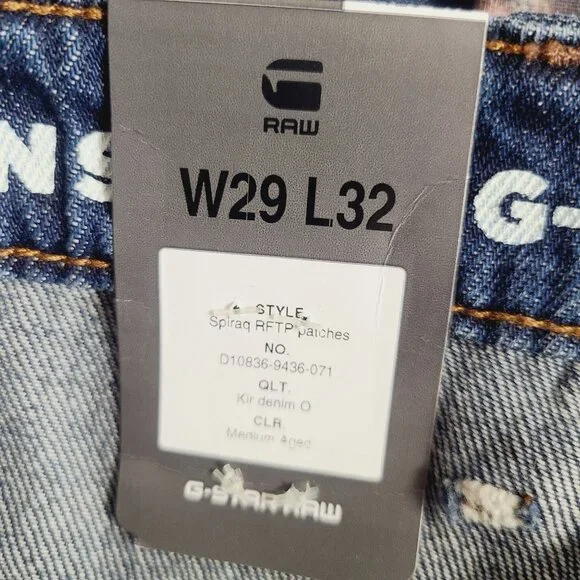 RAW
W29 L32
NS
G-
STYLE
Spiraq RFTP patches
NO.
D10836-9436-071
QLT.
Kir denim O
CLR.
Medium Aged
G-STAR RAW